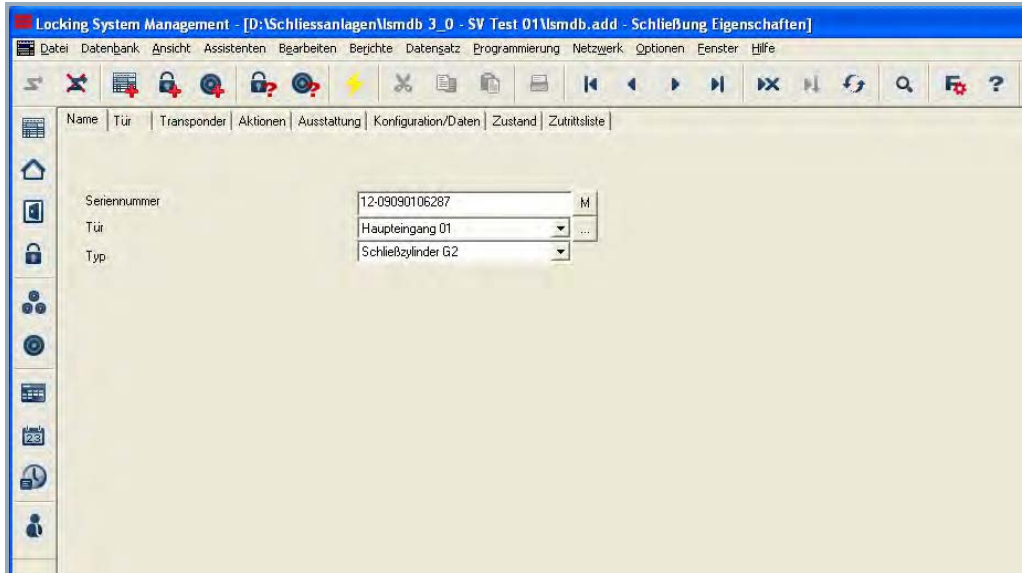 Locking System Management - [D:\Schliessanlagen\lsmdb 3_0 - SV Test 01\lsmdb.add - Schließung Eigenschaften]
Datei Datenbank Ansicht Assistenten Bearbeiten Berichte Datensatz Programmierung Netzwerk Optionen Fenster Hilfe
Name Tür Transponder Aktionen Ausstattung Konfiguration/Daten Zustand Zutrittsliste
Seriennummer 12-09090106287 M
Tür Haupteingang 01 ...
Typ Schließzylinder G2
23